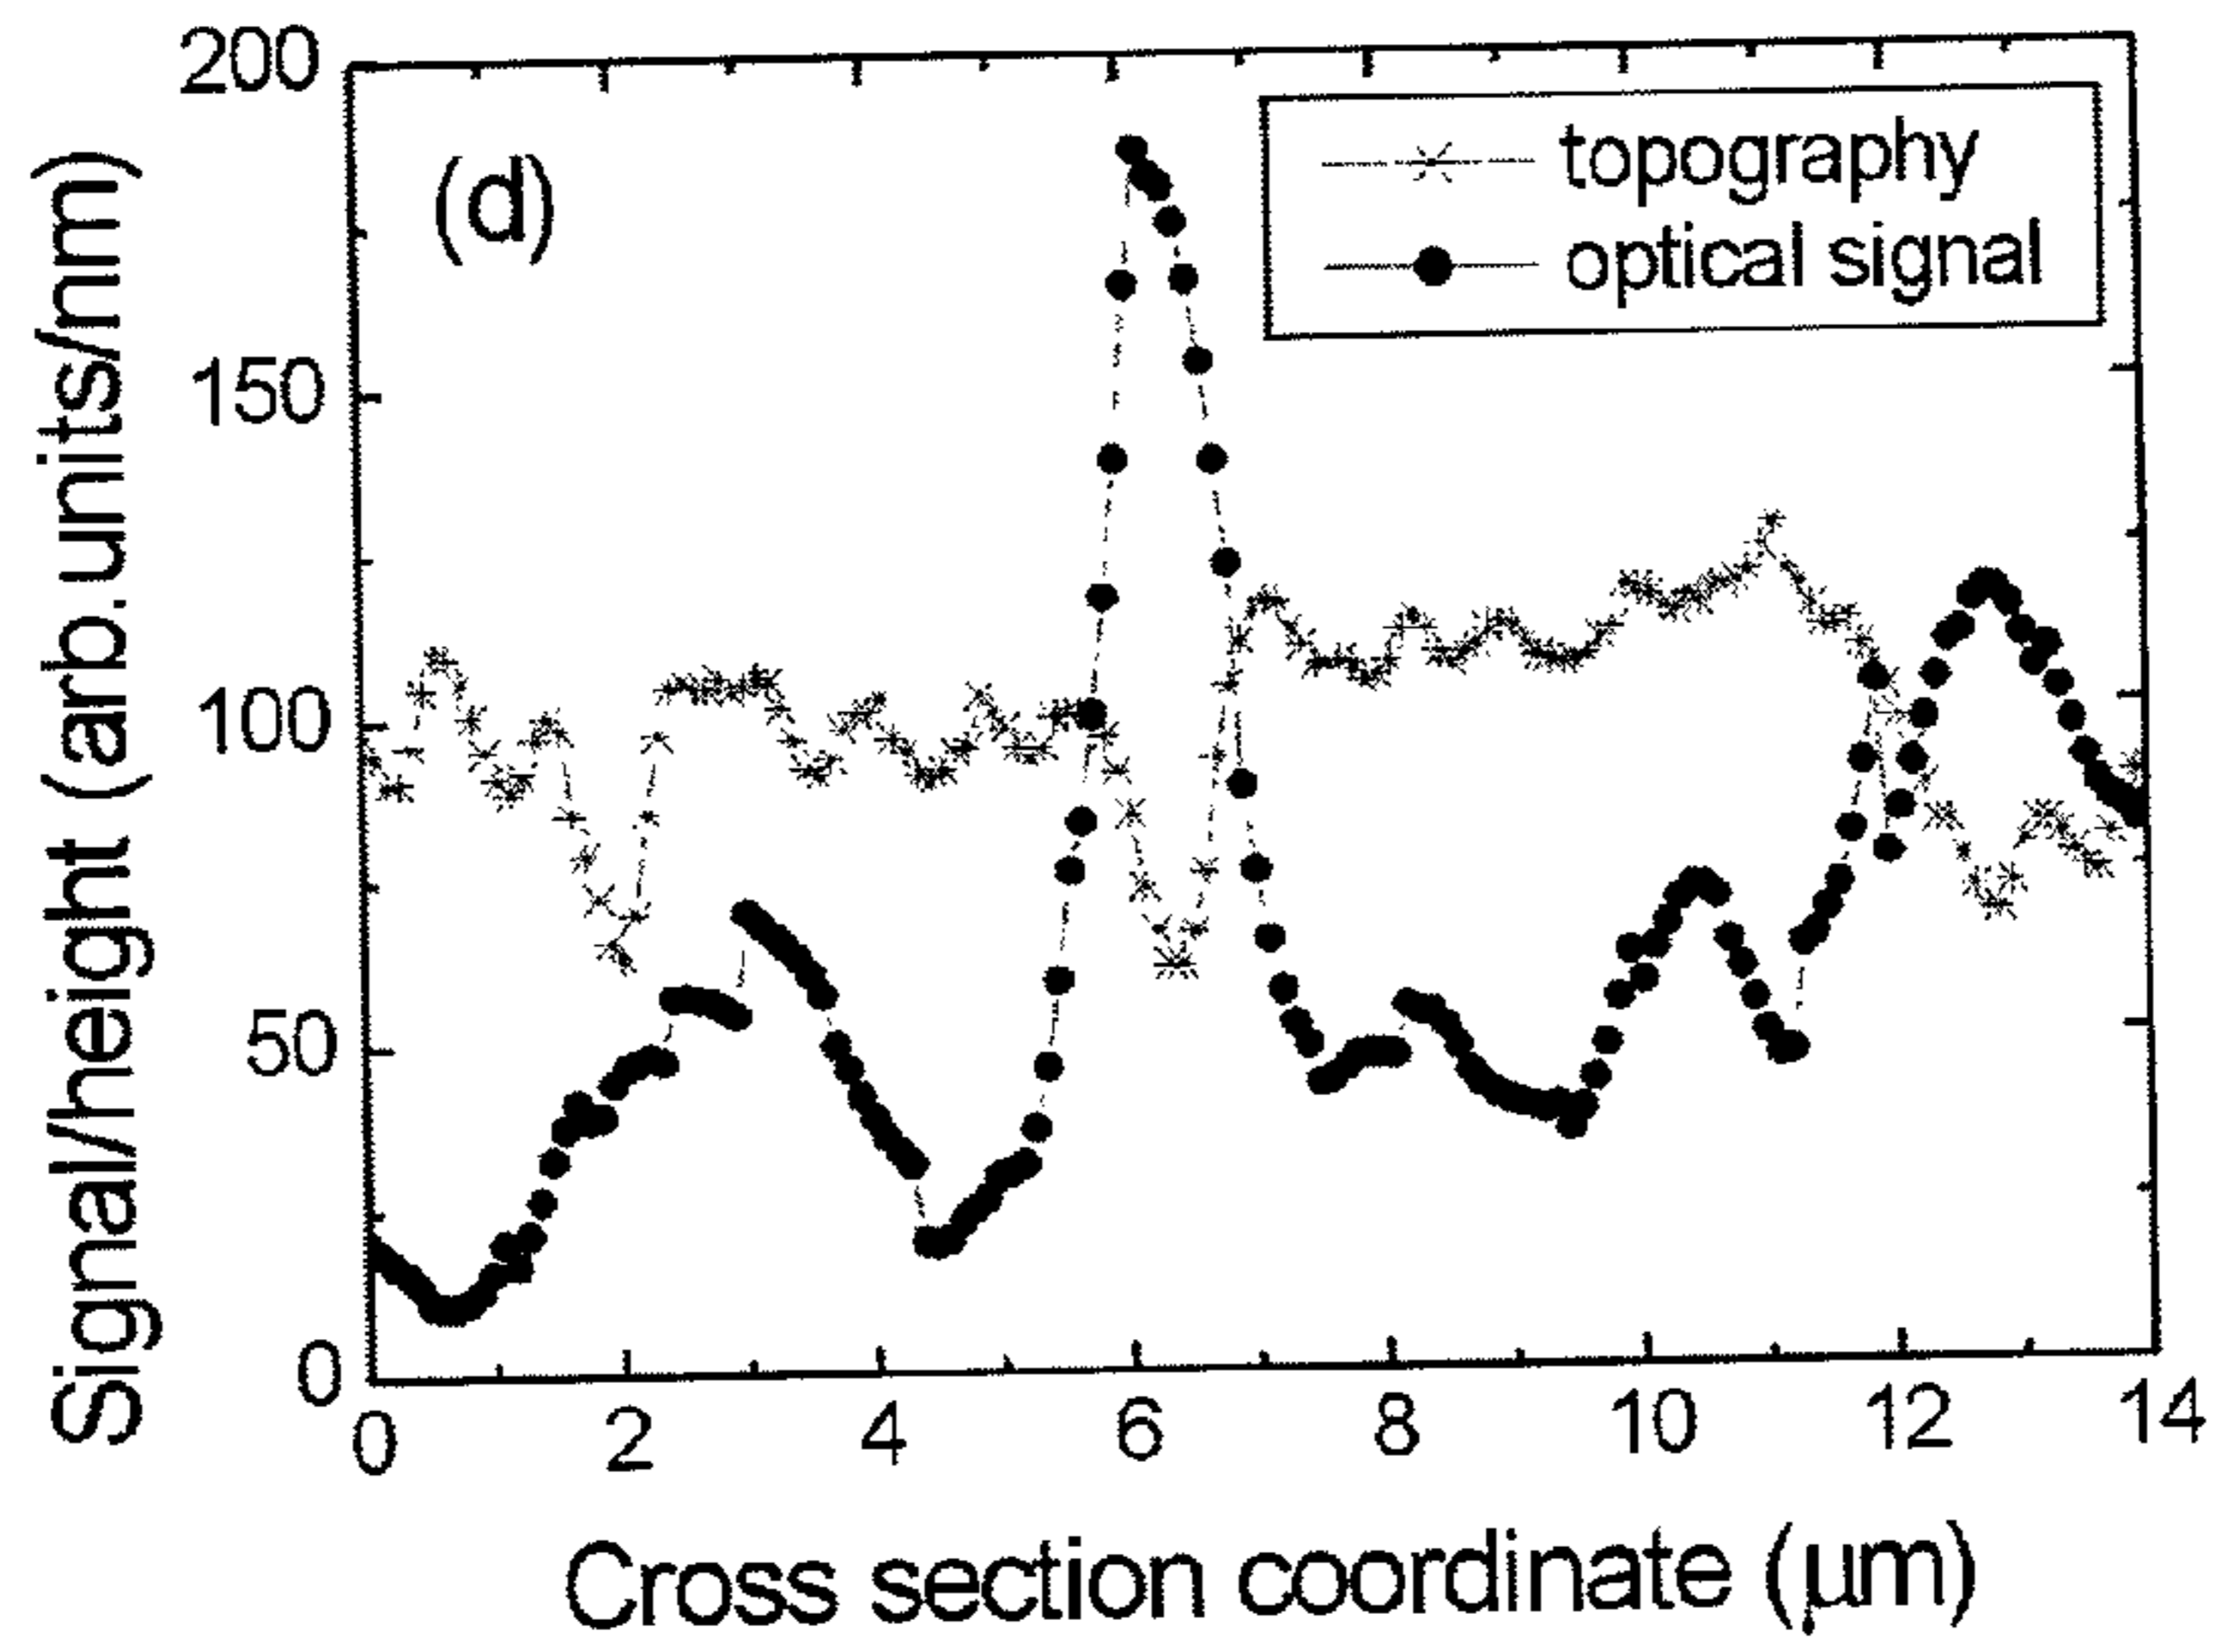 200
150
100
50
0
Signal/height (arb.units/nm)
(d)
topography
optical signal
0 2 4 6 8 10 12 14
Cross section coordinate (μm)